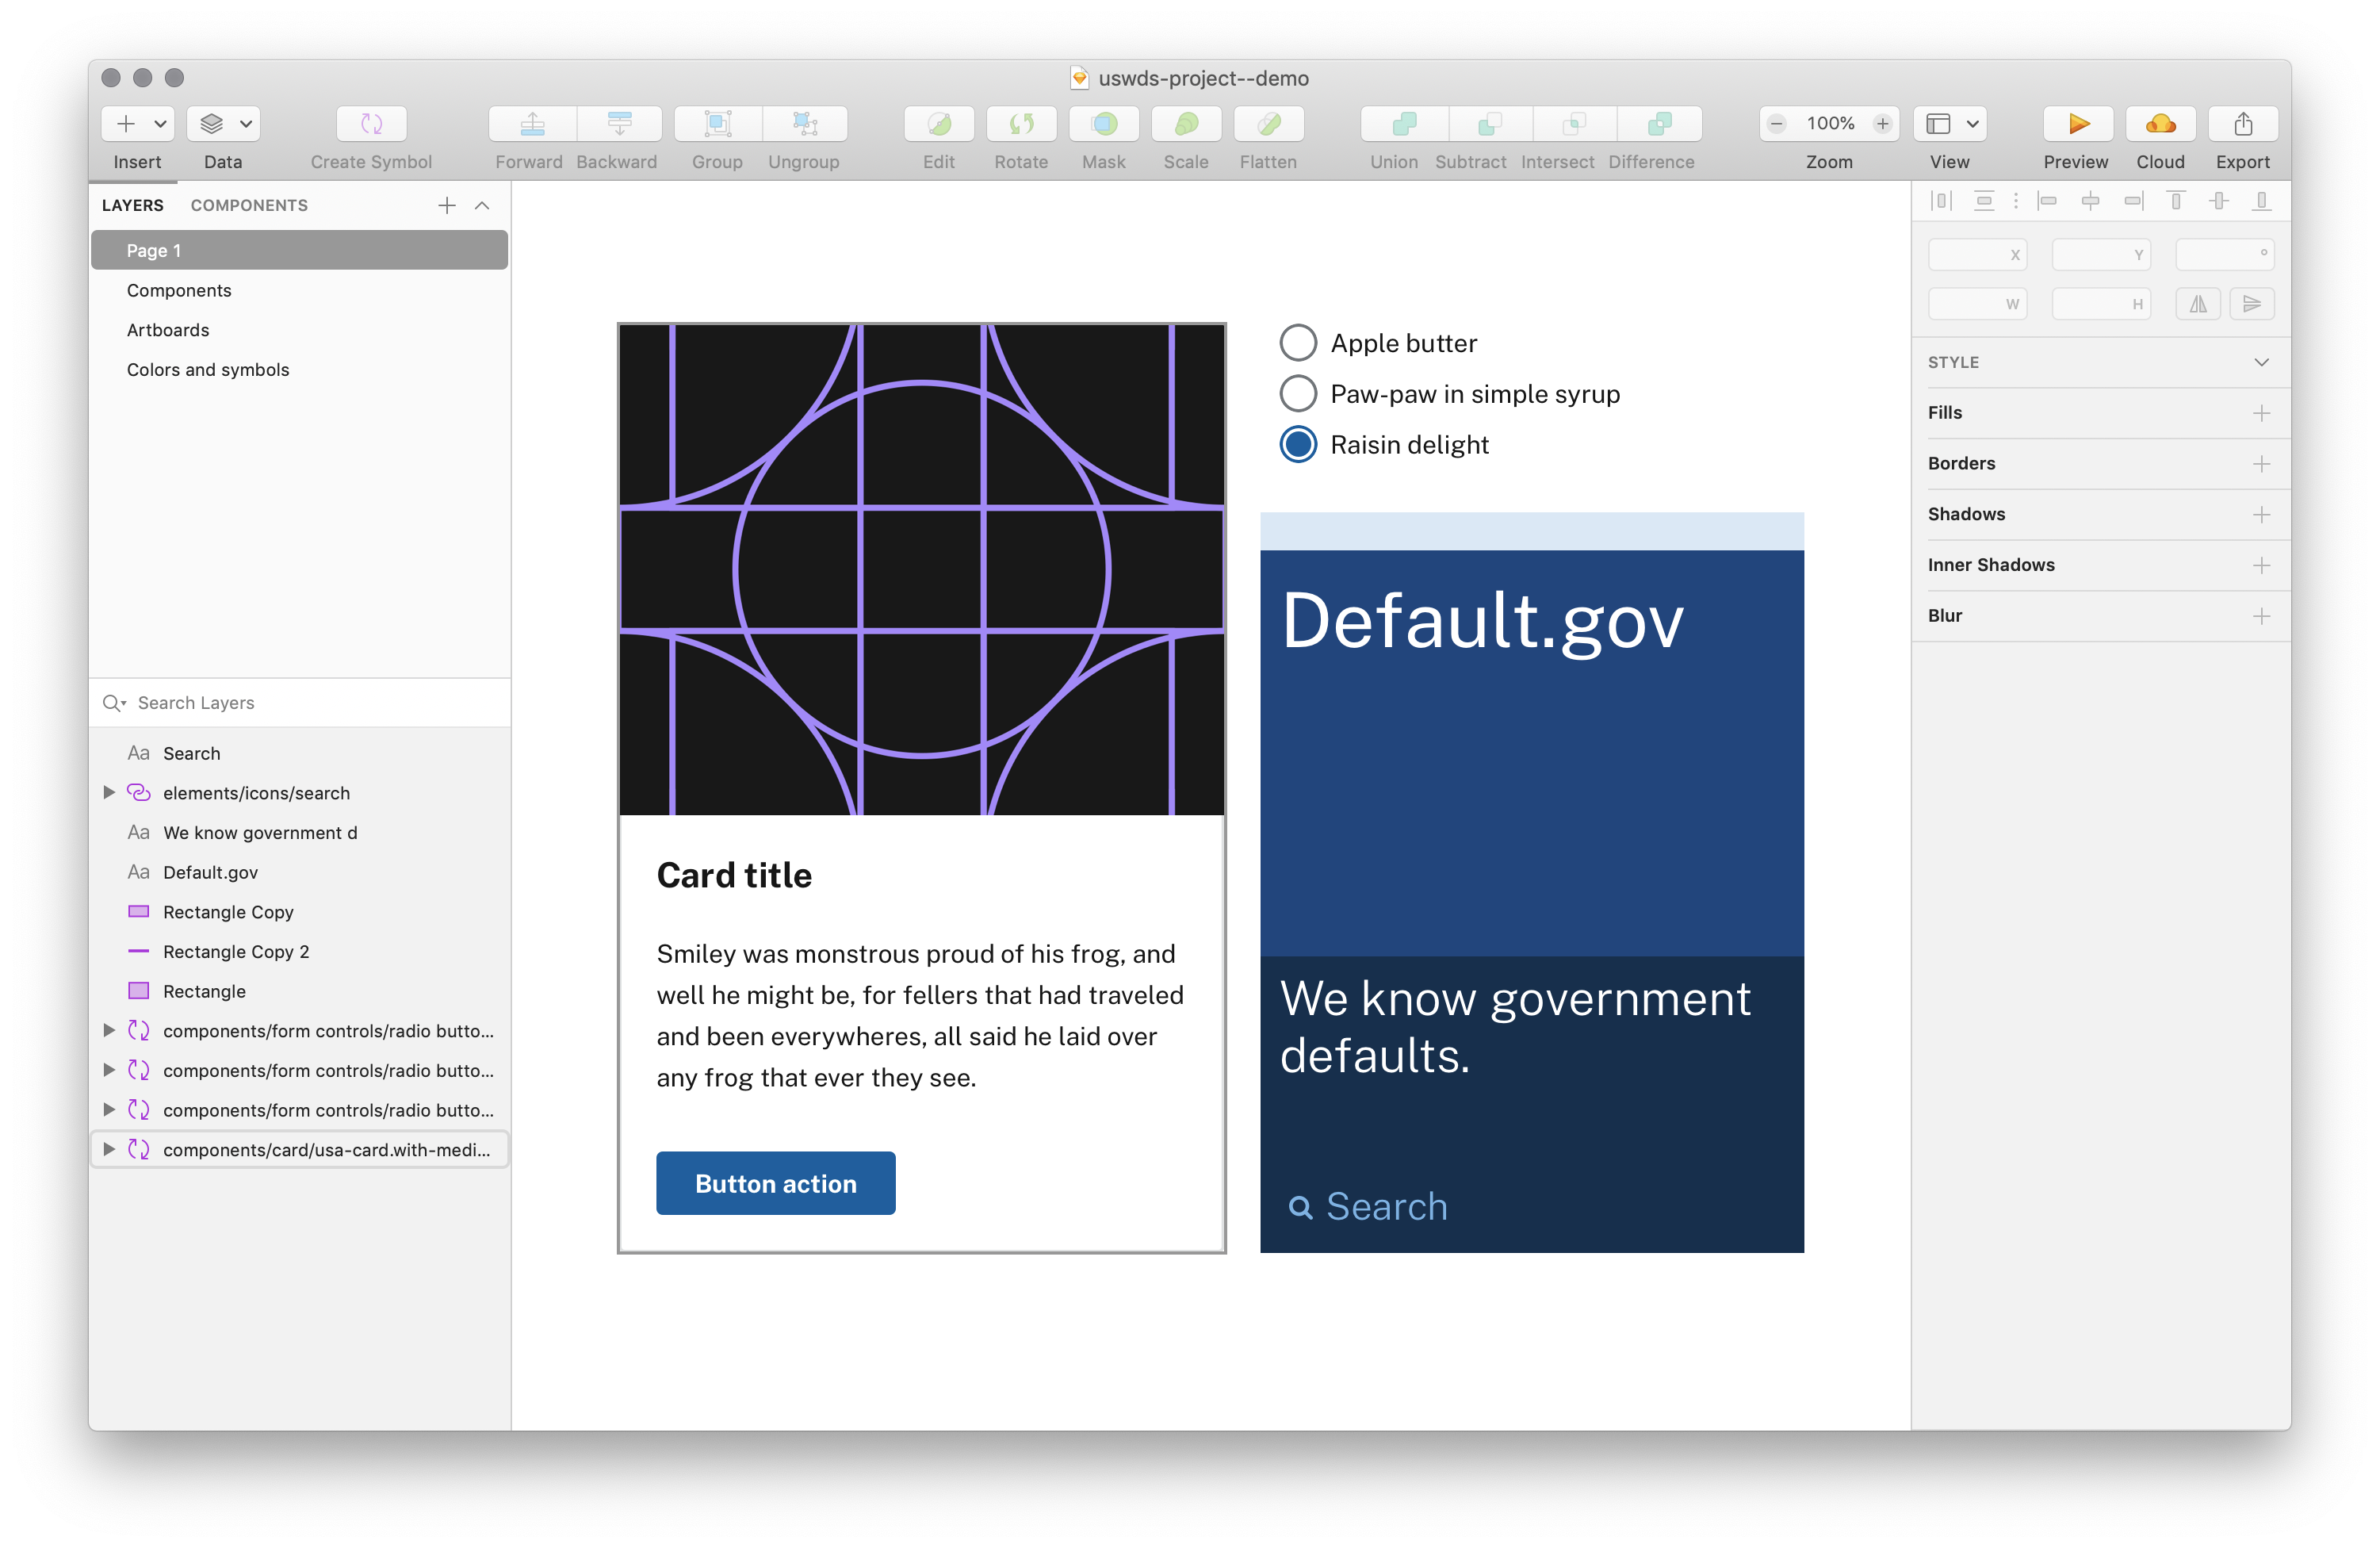 uswds-project--demo
100%
Insert
Data
Create Symbol
Forward
Backward
Group
Ungroup
Edit
Rotate
Mask
Scale
Flatten
Union
Subtract
Intersect
Difference
Zoom
View
Preview
Cloud
Export
LAYERS
COMPONENTS
Page 1
Components
Artboards
Colors and symbols
Search Layers
Aa Search
elements/icons/search
Aa We know government d
Aa Default.gov
Rectangle Copy
Rectangle Copy 2
Rectangle
components/form controls/radio butto...
components/form controls/radio butto...
components/form controls/radio butto...
components/card/usa-card.with-medi...
Card title
Smiley was monstrous proud of his frog, and
well he might be, for fellers that had traveled
and been everywheres, all said he laid over
any frog that ever they see.
Button action
Apple butter
Paw-paw in simple syrup
Raisin delight
Default.gov
We know government
defaults.
Search
X
Y
°
W
H
STYLE
Fills
Borders
Shadows
Inner Shadows
Blur